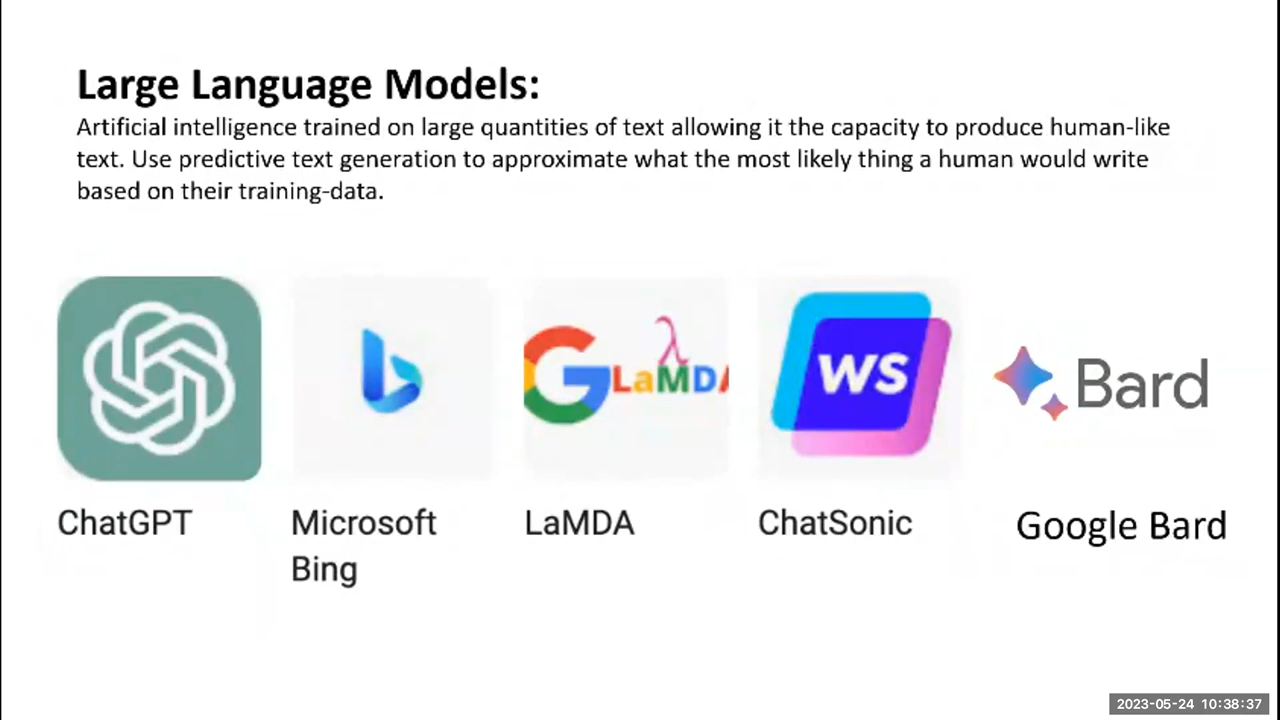 Large Language Models:
Artificial intelligence trained on large quantities of text allowing it the capacity to produce human-like
text. Use predictive text generation to approximate what the most likely thing a human would write
based on their training-data.
LaMDA
WS
Bard
ChatGPT
Microsoft
Bing
LaMDA
ChatSonic
Google Bard
2023-05-24 10:38:37